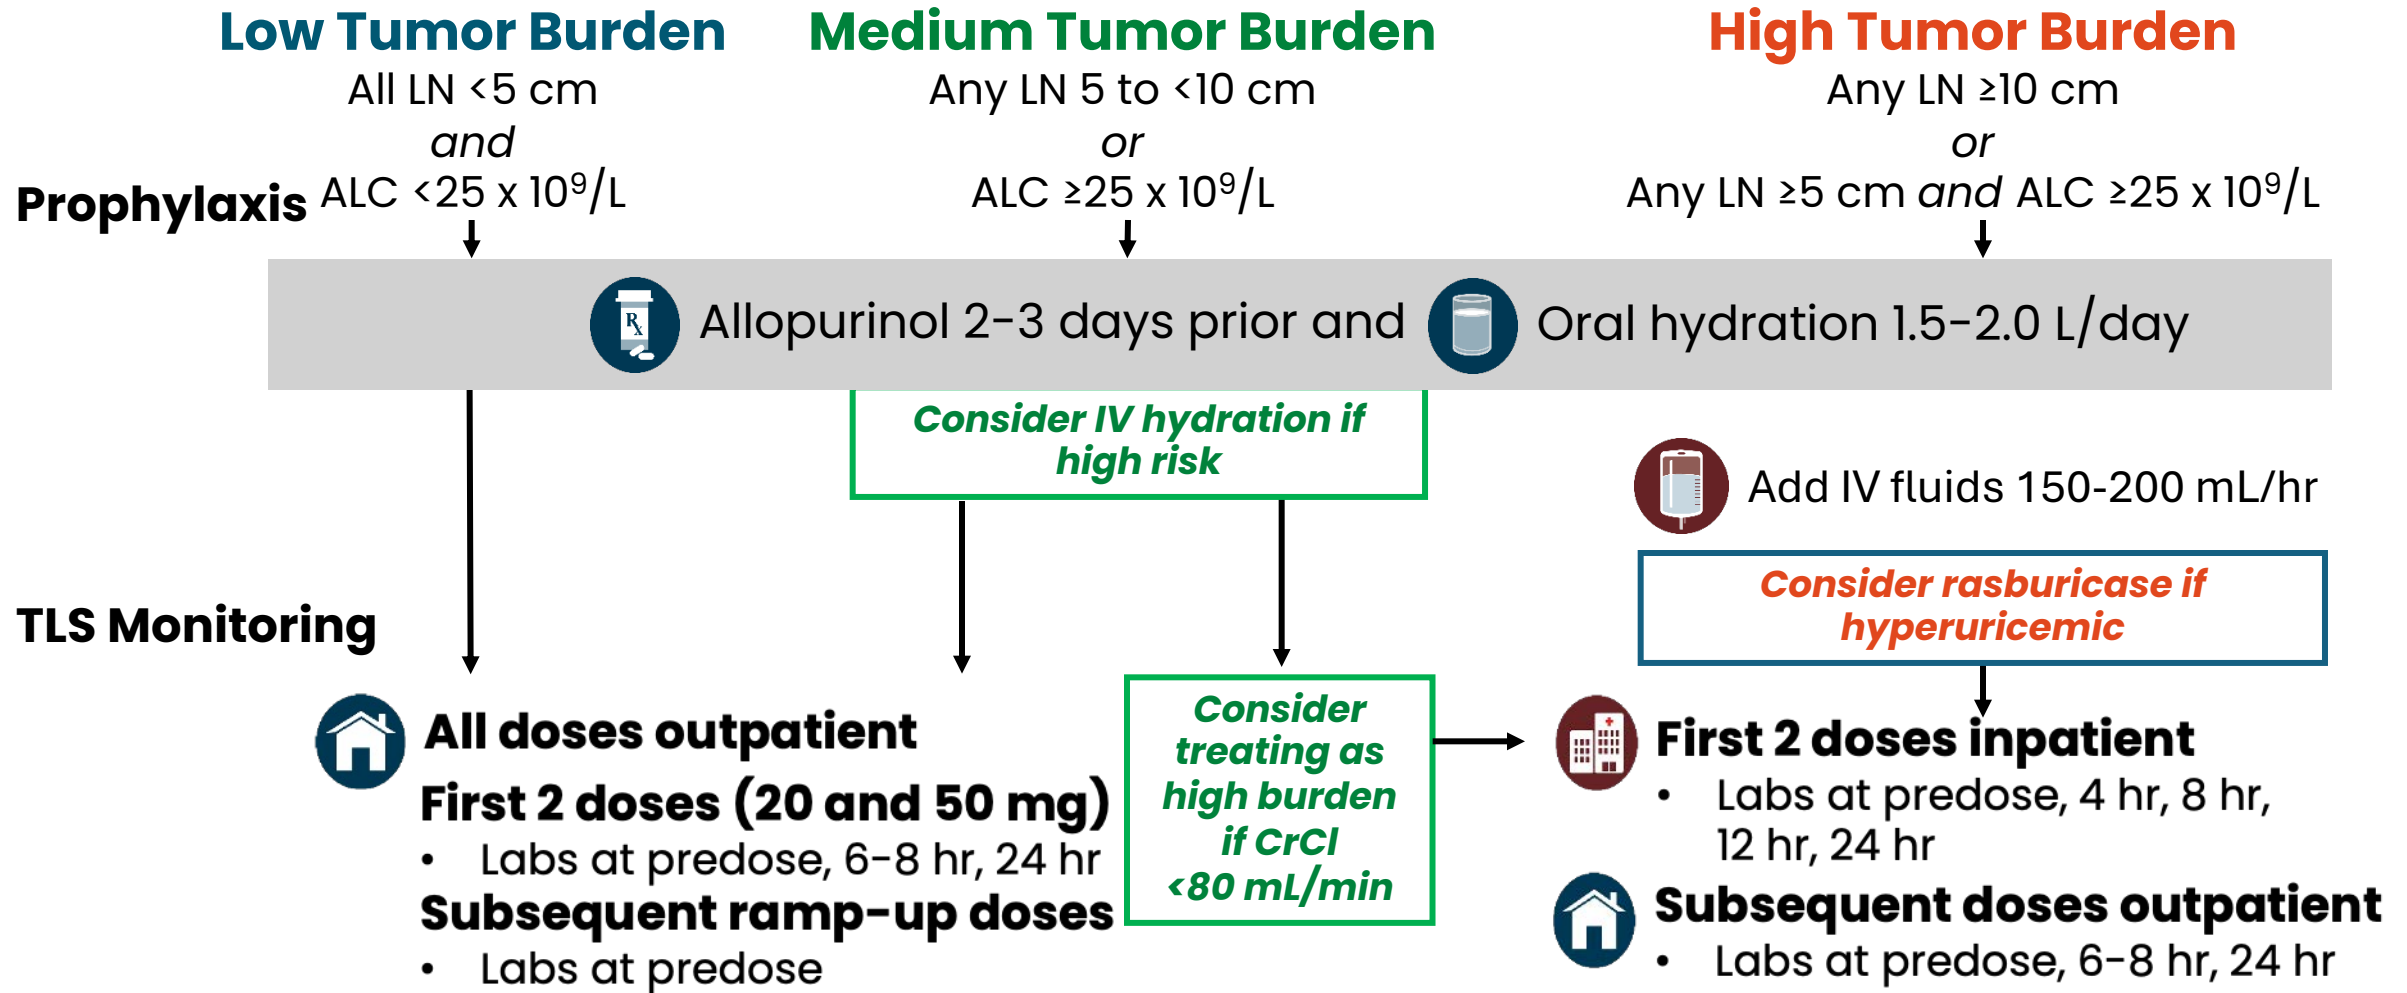 Low Tumor Burden
All LN <5 cm
and
ALC <25 x 10⁹/L
Medium Tumor Burden
Any LN 5 to <10 cm
or
ALC ≥25 x 10⁹/L
High Tumor Burden
Any LN ≥10 cm
or
Any LN ≥5 cm and ALC ≥25 x 10⁹/L
Prophylaxis
Rx
Allopurinol 2-3 days prior and
Oral hydration 1.5-2.0 L/day
Consider IV hydration if
high risk
Add IV fluids 150-200 mL/hr
Consider rasburicase if
hyperuricemic
TLS Monitoring
All doses outpatient
First 2 doses (20 and 50 mg)
• Labs at predose, 6-8 hr, 24 hr
Subsequent ramp-up doses
• Labs at predose
Consider
treating as
high burden
if CrCl
<80 mL/min
First 2 doses inpatient
• Labs at predose, 4 hr, 8 hr,
12 hr, 24 hr
Subsequent doses outpatient
• Labs at predose, 6-8 hr, 24 hr